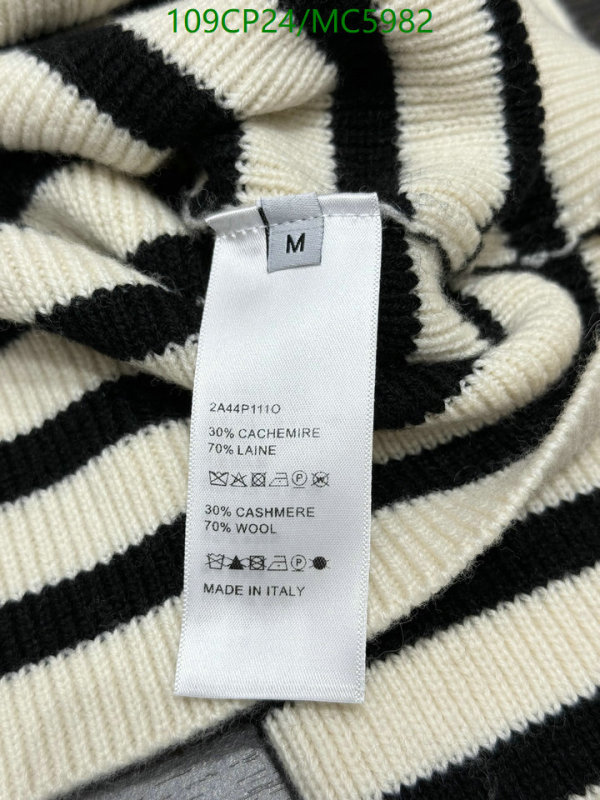 109CP24/MC5982
M
2A44P111O
30% CACHEMIRE
70% LAINE
30% CASHMERE
70% WOOL
MADE IN ITALY